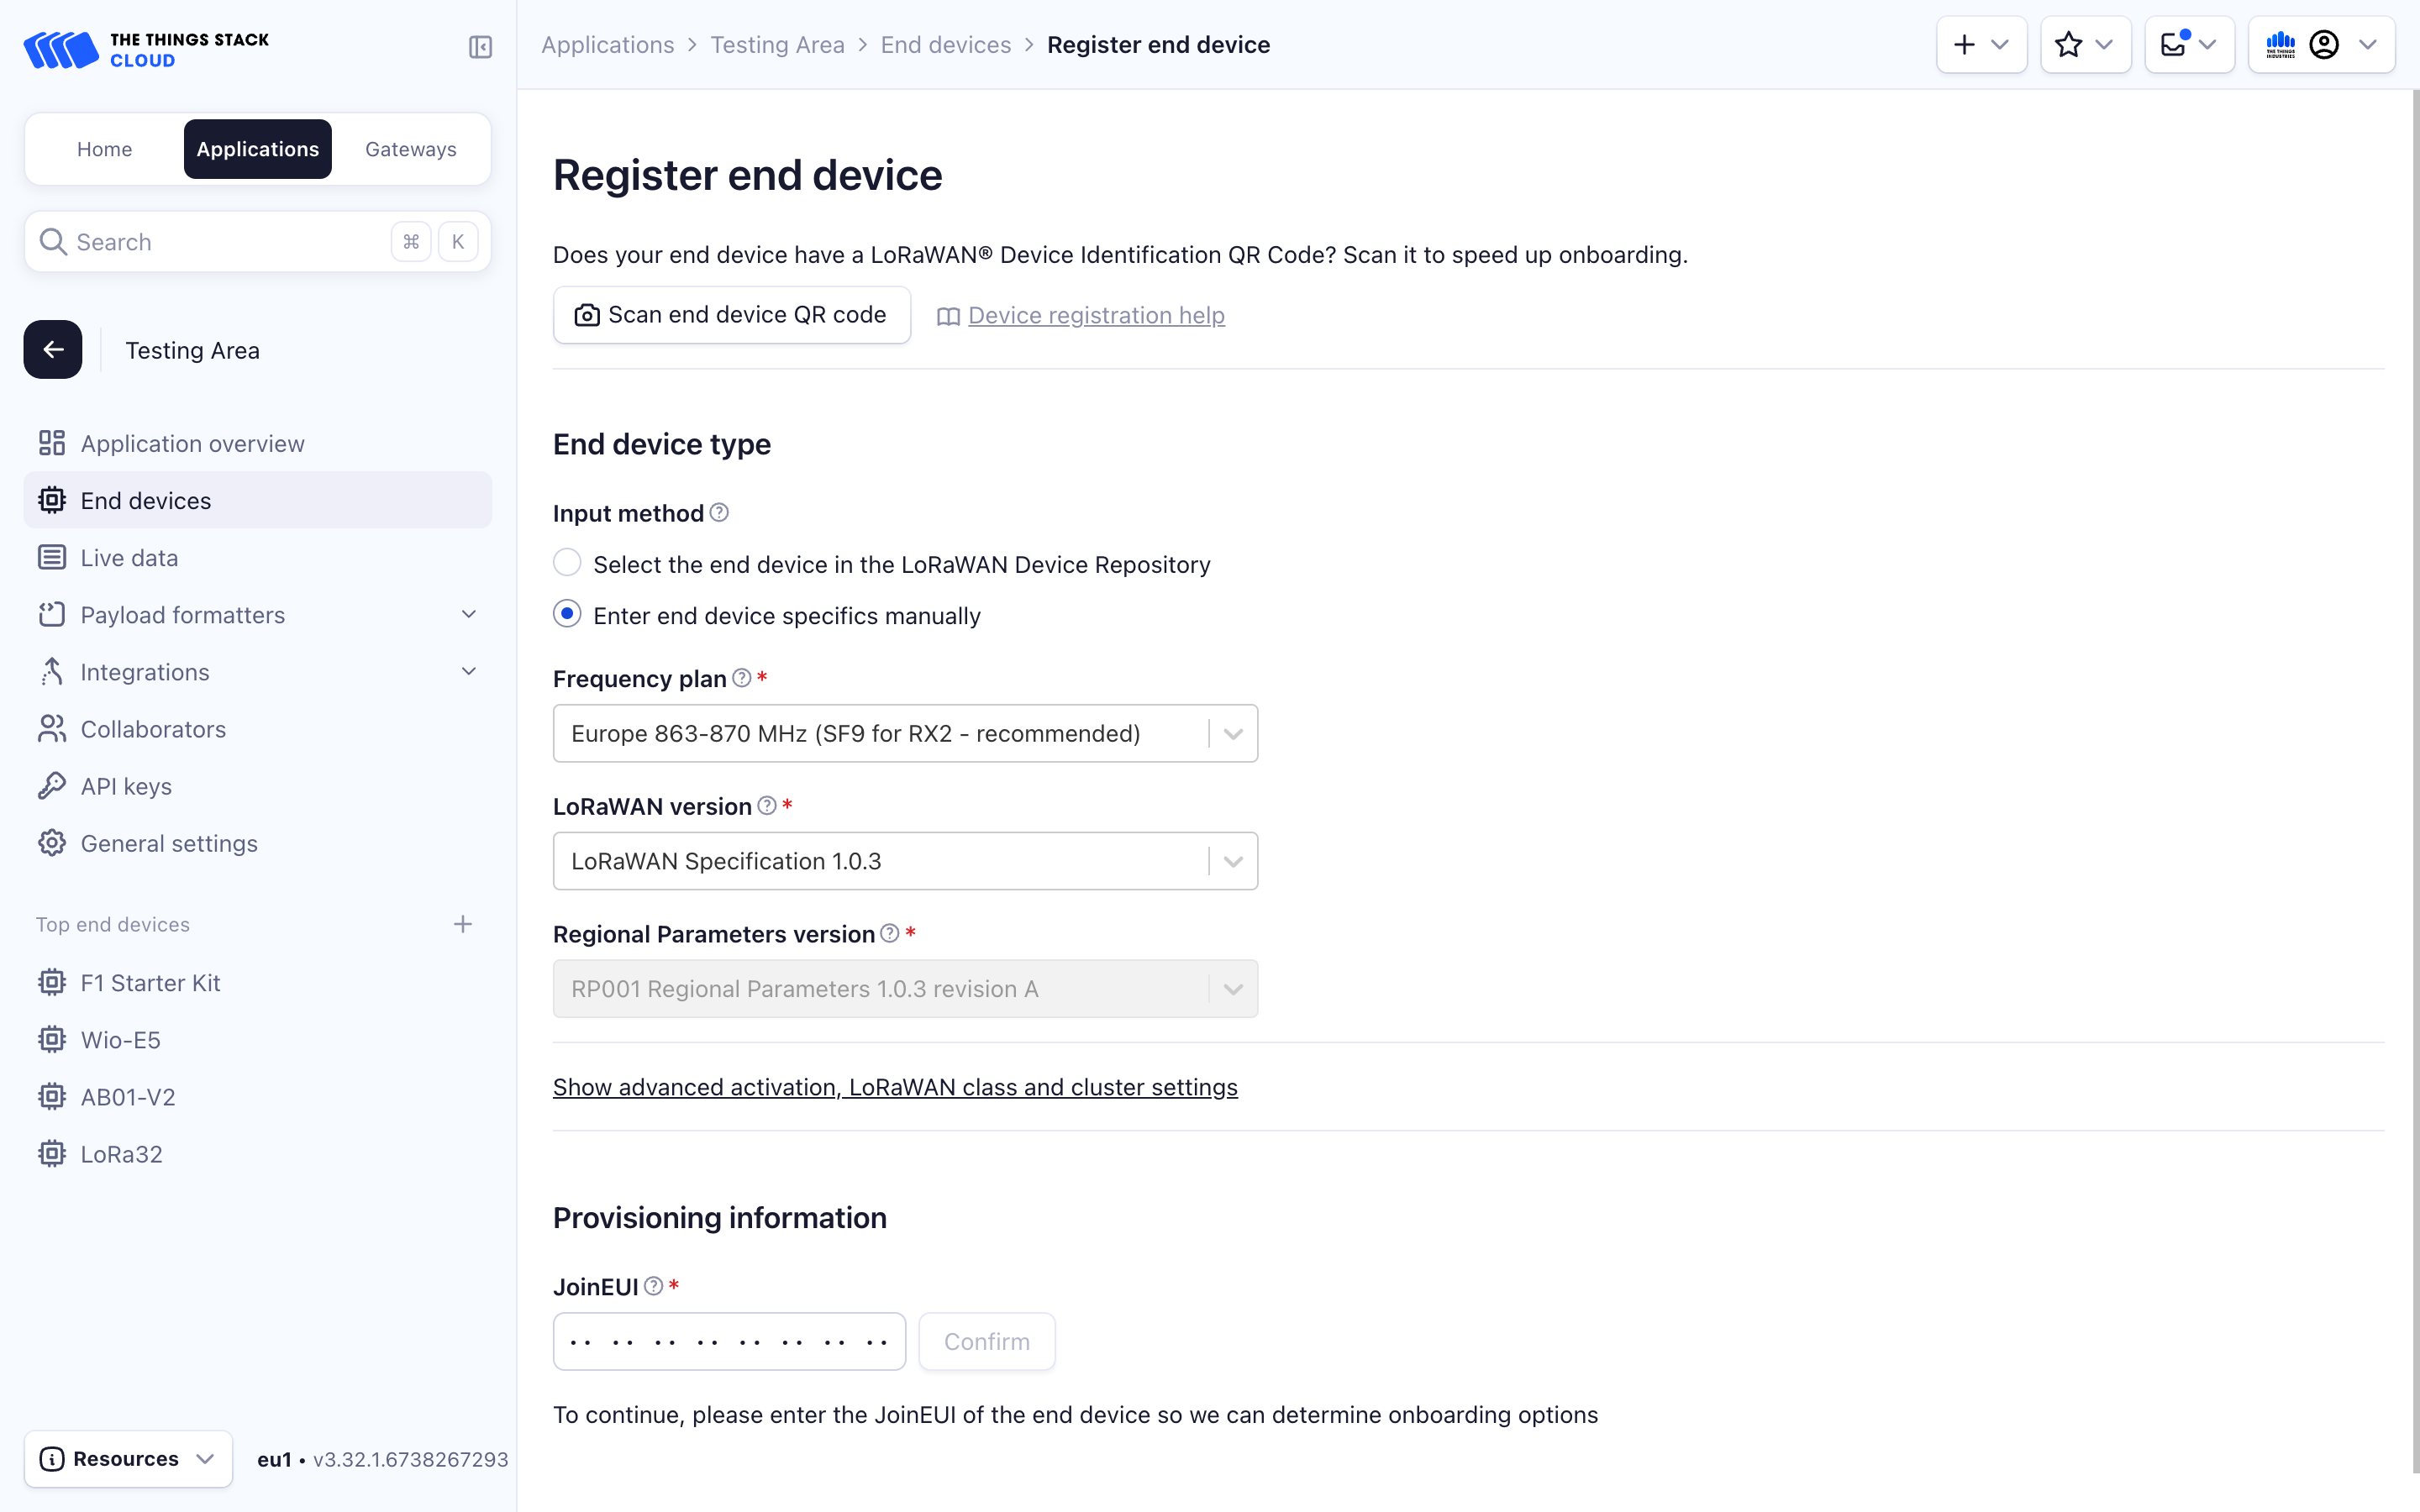 THE THINGS STACK
CLOUD
Applications > Testing Area > End devices > Register end device
THE THINGS
INDUSTRIES
Home
Applications
Gateways
Search
⌘ K
Testing Area
Application overview
End devices
Live data
Payload formatters
Integrations
Collaborators
API keys
General settings
Top end devices
F1 Starter Kit
Wio-E5
AB01-V2
LoRa32
Resources
eu1 • v3.32.1.6738267293
Register end device
Does your end device have a LoRaWAN® Device Identification QR Code? Scan it to speed up onboarding.
Scan end device QR code
Device registration help
End device type
Input method
Select the end device in the LoRaWAN Device Repository
Enter end device specifics manually
Frequency plan *
Europe 863-870 MHz (SF9 for RX2 - recommended)
LoRaWAN version *
LoRaWAN Specification 1.0.3
Regional Parameters version *
RP001 Regional Parameters 1.0.3 revision A
Show advanced activation, LoRaWAN class and cluster settings
Provisioning information
JoinEUI *
·· ·· ·· ·· ·· ·· ·· ··
Confirm
To continue, please enter the JoinEUI of the end device so we can determine onboarding options